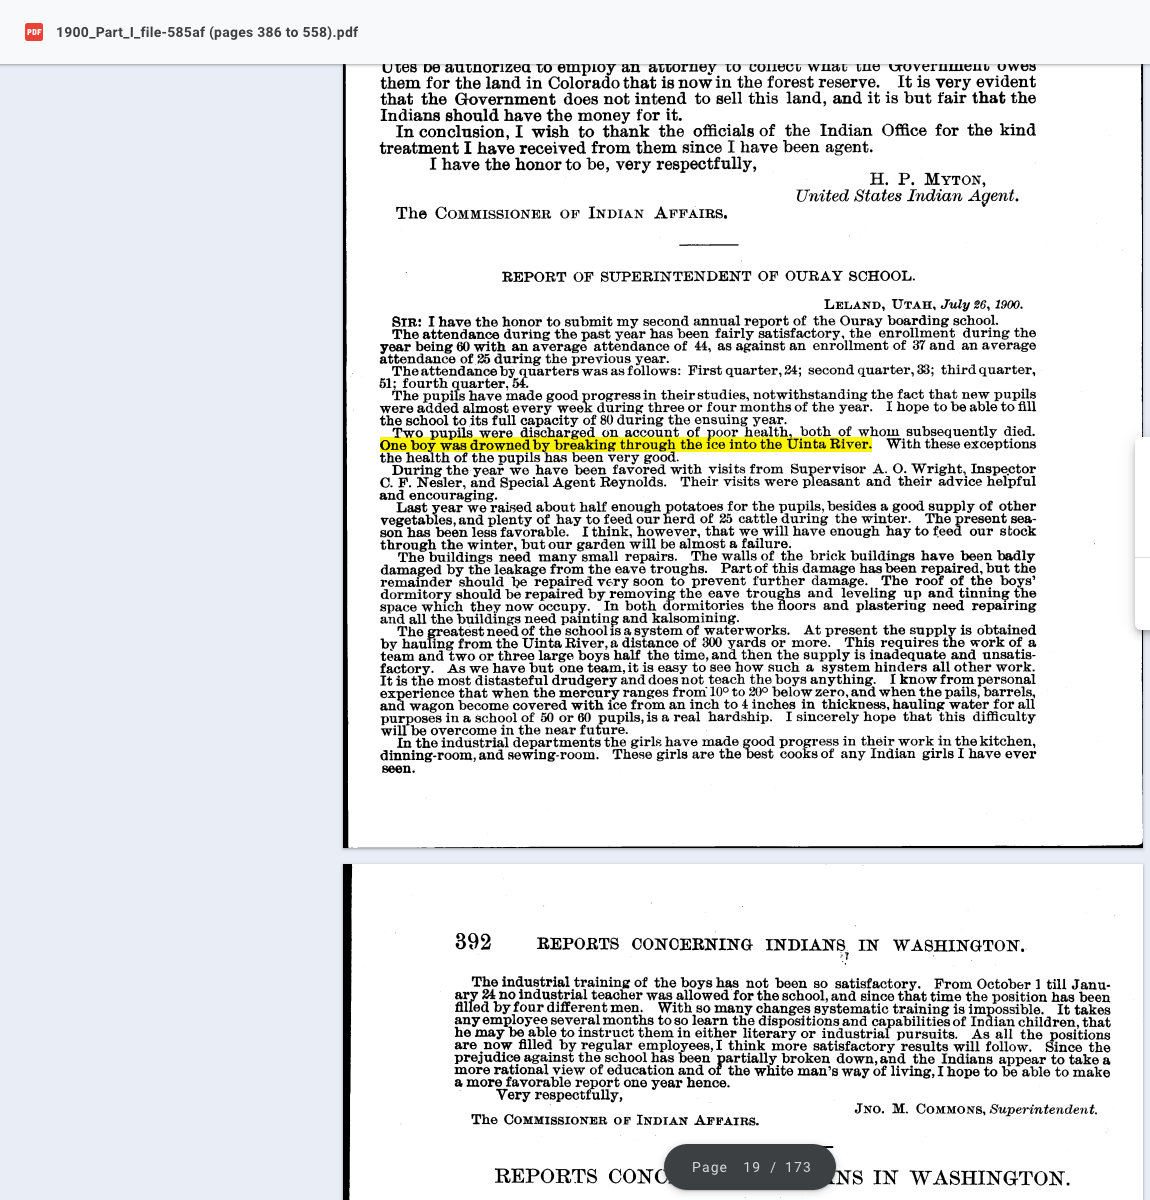 PDF
1900_Part_I_file-585af (pages 386 to 558).pdf
Utes be authorized to employ an attorney to collect what the Government owes
them for the land in Colorado that is now in the forest reserve. It is very evident
that the Government does not intend to sell this land, and it is but fair that the
Indians should have the money for it.
In conclusion, I wish to thank the officials of the Indian Office for the kind
treatment I have received from them since I have been agent.
I have the honor to be, very respectfully,
H. P. MYTON,
United States Indian Agent.
The COMMISSIONER OF INDIAN AFFAIRS.
REPORT OF SUPERINTENDENT OF OURAY SCHOOL.
LELAND, UTAH, July 26, 1900.
SIR: I have the honor to submit my second annual report of the Ouray boarding school.
The attendance during the past year has been fairly satisfactory, the enrollment during the
year being 60 with an average attendance of 44, as against an enrollment of 37 and an average
attendance of 25 during the previous year.
The attendance by quarters was as follows: First quarter, 24; second quarter, 33; third quarter,
51; fourth quarter, 54.
The pupils have made good progress in their studies, notwithstanding the fact that new pupils
were added almost every week during three or four months of the year. I hope to be able to fill
the school to its full capacity of 80 during the ensuing year.
Two pupils were discharged on account of poor health, both of whom subsequently died.
One boy was drowned by breaking through the ice into the Uinta River. With these exceptions
the health of the pupils has been very good.
During the year we have been favored with visits from Supervisor A. O. Wright, Inspector
C. F. Nesler, and Special Agent Reynolds. Their visits were pleasant and their advice helpful
and encouraging.
Last year we raised about half enough potatoes for the pupils, besides a good supply of other
vegetables, and plenty of hay to feed our herd of 25 cattle during the winter. The present sea-
son has been less favorable. I think, however, that we will have enough hay to feed our stock
through the winter, but our garden will be almost a failure.
The buildings need many small repairs. The walls of the brick buildings have been badly
damaged by the leakage from the eave troughs. Part of this damage has been repaired, but the
remainder should be repaired very soon to prevent further damage. The roof of the boys'
dormitory should be repaired by removing the eave troughs and leveling up and tinning the
space which they now occupy. In both dormitories the floors and plastering need repairing
and all the buildings need painting and kalsomining.
The greatest need of the school is a system of waterworks. At present the supply is obtained
by hauling from the Uinta River, a distance of 300 yards or more. This requires the work of a
team and two or three large boys half the time, and then the supply is inadequate and unsatis-
factory. As we have but one team, it is easy to see how such a system hinders all other work.
It is the most distasteful drudgery and does not teach the boys anything. I know from personal
experience that when the mercury ranges from 10° to 20° below zero, and when the pails, barrels,
and wagon become covered with ice from an inch to 4 inches in thickness, hauling water for all
purposes in a school of 50 or 60 pupils, is a real hardship. I sincerely hope that this difficulty
will be overcome in the near future.
In the industrial departments the girls have made good progress in their work in the kitchen,
dinning-room, and sewing-room. These girls are the best cooks of any Indian girls I have ever
seen.
392 REPORTS CONCERNING INDIANS IN WASHINGTON.
The industrial training of the boys has not been so satisfactory. From October 1 till Janu-
ary 24 no industrial teacher was allowed for the school, and since that time the position has been
filled by four different men. With so many changes systematic training is impossible. It takes
any employee several months to so learn the dispositions and capabilities of Indian children, that
he may be able to instruct them in either literary or industrial pursuits. As all the positions
are now filled by regular employees, I think more satisfactory results will follow. Since the
prejudice against the school has been partially broken down, and the Indians appear to take a
more rational view of education and of the white man's way of living, I hope to be able to make
a more favorable report one year hence.
Very respectfully,
JNO. M. COMMONS, Superintendent.
The COMMISSIONER OF INDIAN AFFAIRS.
Page 19 / 173
REPORTS CONC NS IN WASHINGTON.